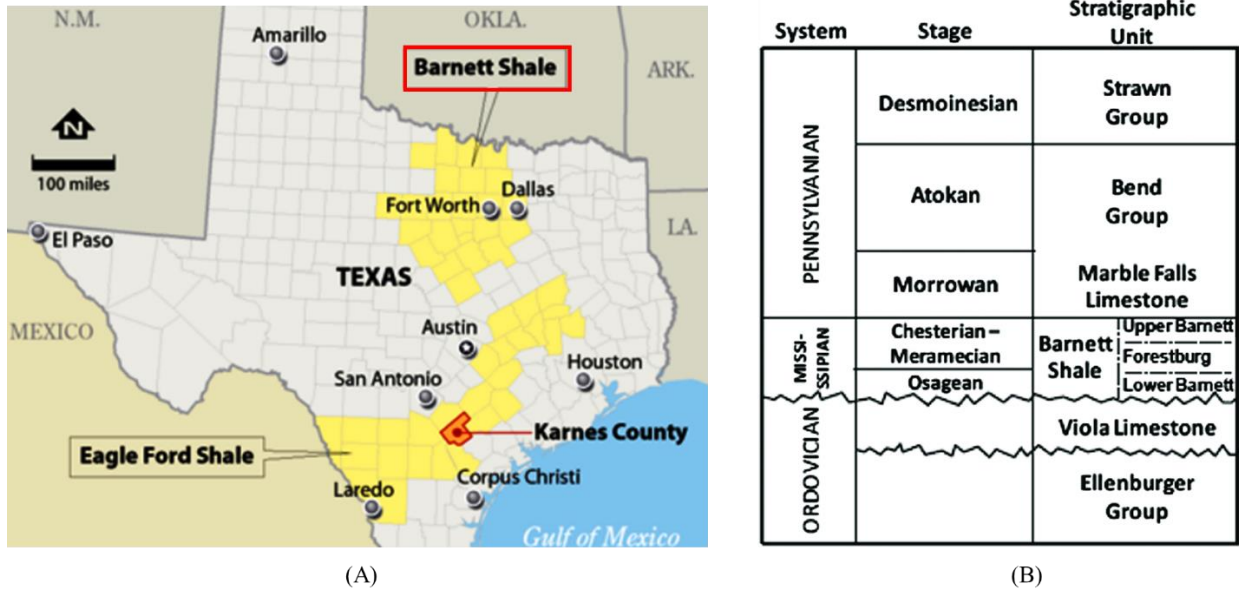 N.M.
OKLA.
Amarillo
Barnett Shale
ARK.
N
100 miles
Fort Worth
Dallas
LA.
El Paso
TEXAS
MEXICO
Austin
Houston
San Antonio
Karnes County
Eagle Ford Shale
Corpus Christi
Laredo
Gulf of Mexico
(A)
System
Stage
Stratigraphic
Unit
PENNSYLVANIAN
Desmoinesian
Strawn
Group
Atokan
Bend
Group
Morrowan
Marble Falls
Limestone
MISSI-
SSIPIAN
Chesterian –
Meramecian
Osagean
Barnett
Shale
Upper Barnett
Forestburg
Lower Barnett
ORDOVICIAN
Viola Limestone
Ellenburger
Group
(B)